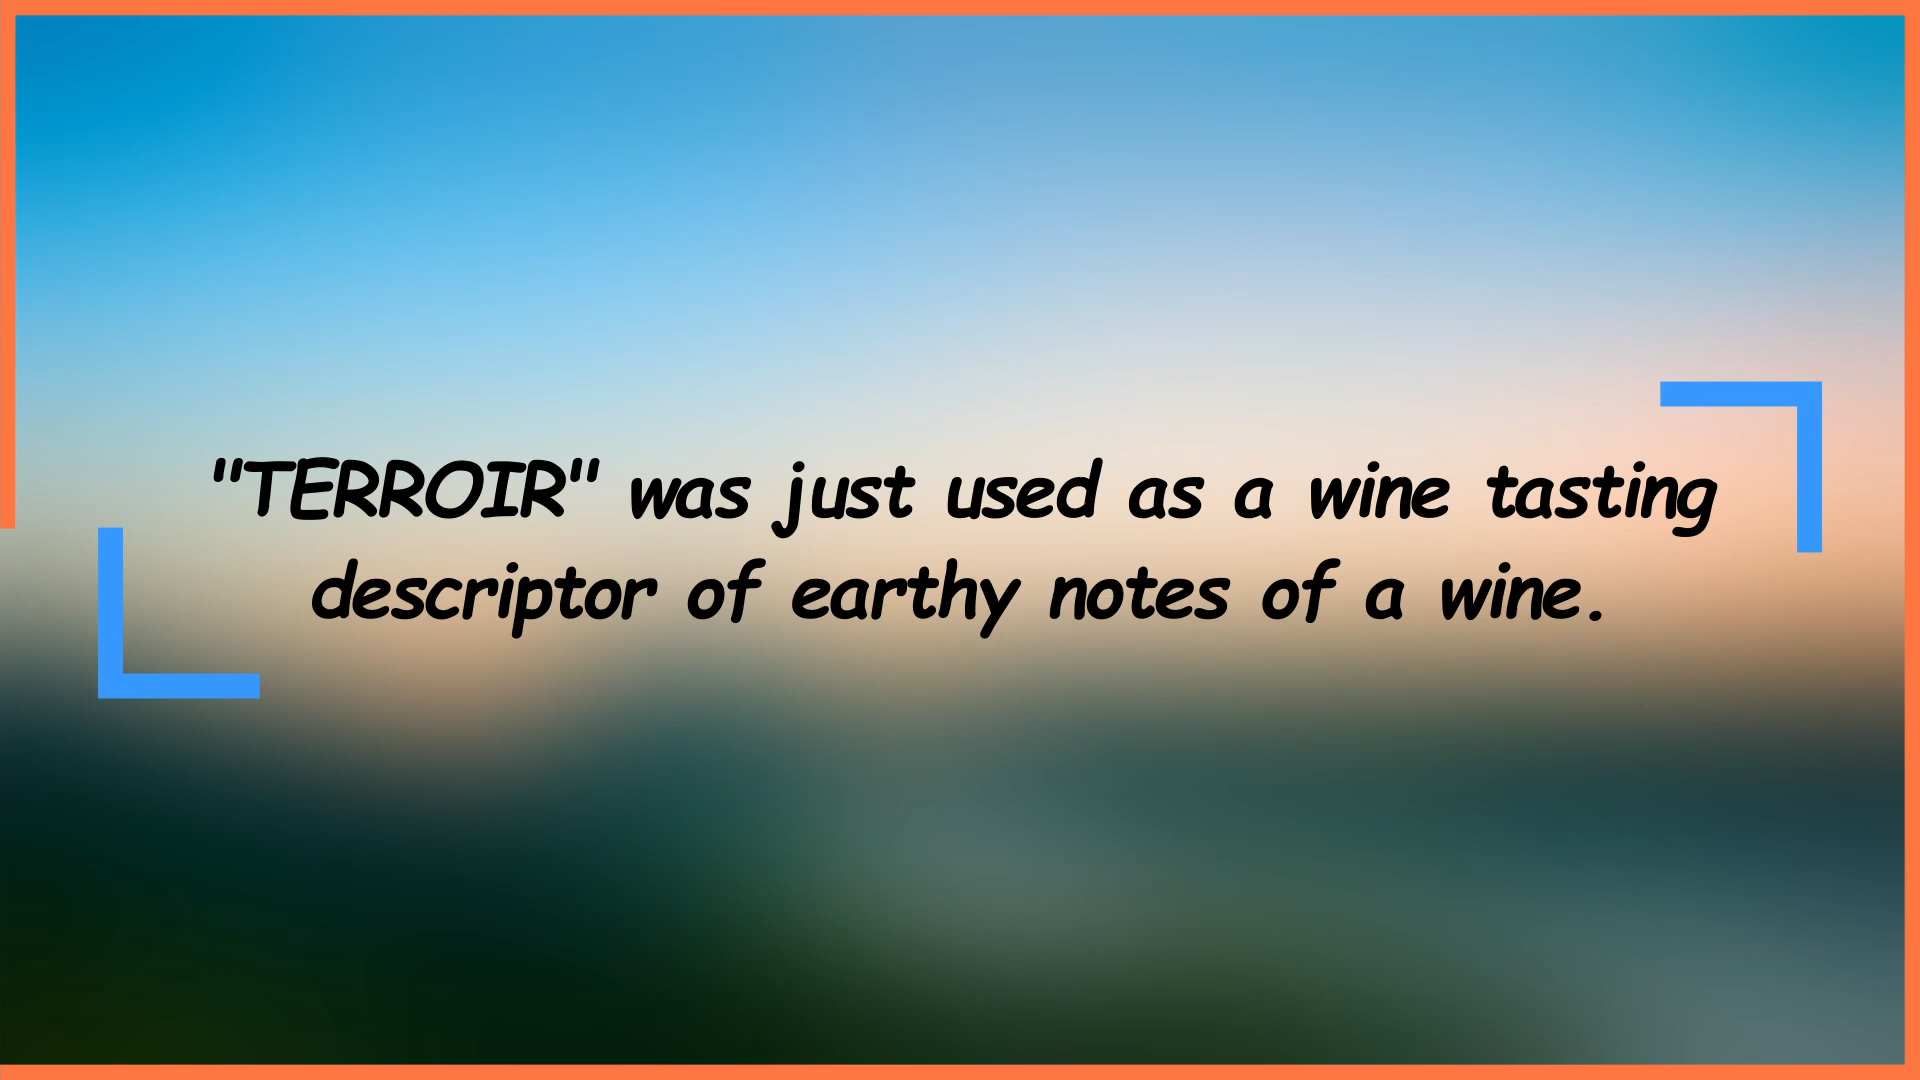 "TERROIR" was just used as a wine tasting
descriptor of earthy notes of a wine.